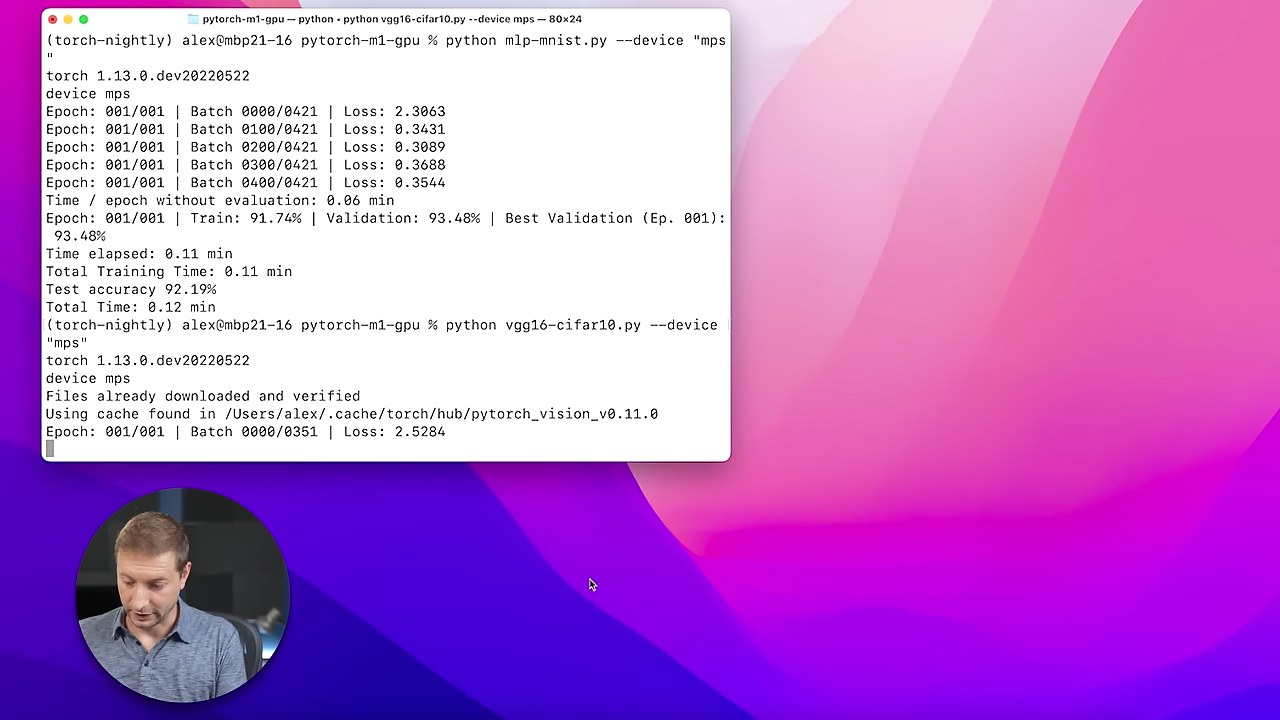 pytorch-m1-gpu — python • python vgg16-cifar10.py --device mps — 80×24
(torch-nightly) alex@mbp21-16 pytorch-m1-gpu % python mlp-mnist.py --device "mps
"
torch 1.13.0.dev20220522
device mps
Epoch: 001/001 | Batch 0000/0421 | Loss: 2.3063
Epoch: 001/001 | Batch 0100/0421 | Loss: 0.3431
Epoch: 001/001 | Batch 0200/0421 | Loss: 0.3089
Epoch: 001/001 | Batch 0300/0421 | Loss: 0.3688
Epoch: 001/001 | Batch 0400/0421 | Loss: 0.3544
Time / epoch without evaluation: 0.06 min
Epoch: 001/001 | Train: 91.74% | Validation: 93.48% | Best Validation (Ep. 001):
93.48%
Time elapsed: 0.11 min
Total Training Time: 0.11 min
Test accuracy 92.19%
Total Time: 0.12 min
(torch-nightly) alex@mbp21-16 pytorch-m1-gpu % python vgg16-cifar10.py --device
"mps"
torch 1.13.0.dev20220522
device mps
Files already downloaded and verified
Using cache found in /Users/alex/.cache/torch/hub/pytorch_vision_v0.11.0
Epoch: 001/001 | Batch 0000/0351 | Loss: 2.5284